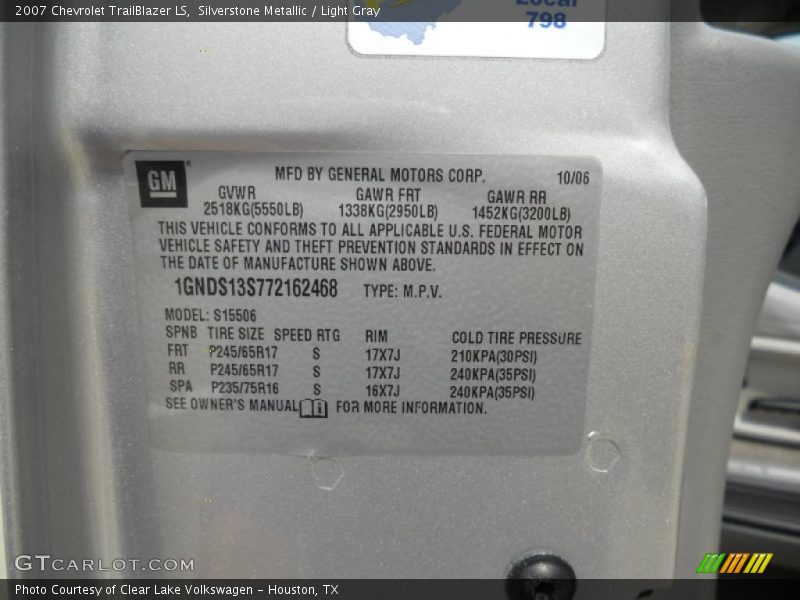 2007 Chevrolet TrailBlazer LS,  Silverstone Metallic / Light Gray
Local
798
GM
MFD BY GENERAL MOTORS CORP.
10/06
GVWR GAWR FRT GAWR RR
2518KG(5550LB) 1338KG(2950LB) 1452KG(3200LB)
THIS VEHICLE CONFORMS TO ALL APPLICABLE U.S. FEDERAL MOTOR
VEHICLE SAFETY AND THEFT PREVENTION STANDARDS IN EFFECT ON
THE DATE OF MANUFACTURE SHOWN ABOVE.
1GNDS13S772162468 TYPE: M.P.V.
MODEL: S15506
SPNB TIRE SIZE SPEED RTG RIM COLD TIRE PRESSURE
FRT P245/65R17 S 17X7J 210KPA(30PSI)
RR P245/65R17 S 17X7J 240KPA(35PSI)
SPA P235/75R16 S 16X7J 240KPA(35PSI)
SEE OWNER'S MANUAL FOR MORE INFORMATION.
GTCARLOT.COM
Photo Courtesy of Clear Lake Volkswagen - Houston, TX